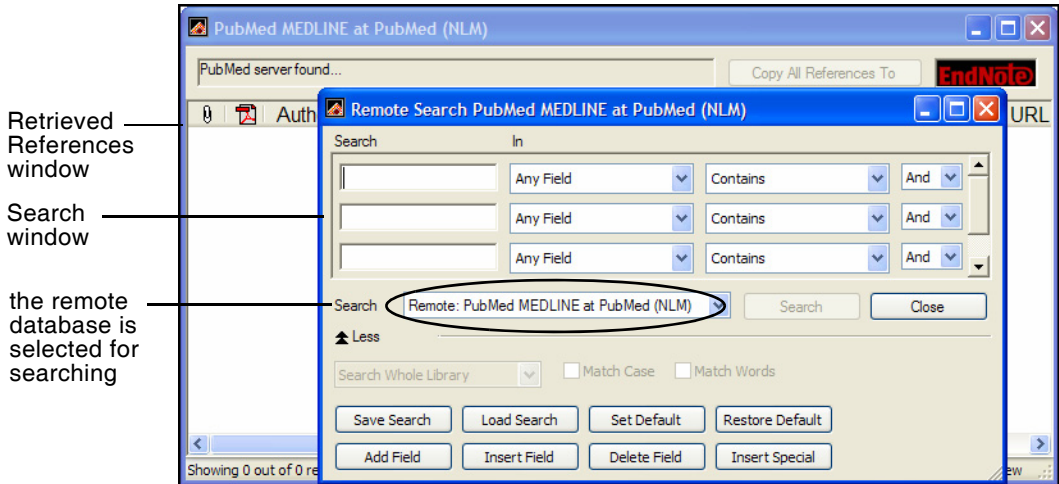 PubMed MEDLINE at PubMed (NLM)
PubMed server found...
Copy All References To
EndNote
Auth
URL
Retrieved
References
window
Search
window
the remote
database is
selected for
searching
Remote Search PubMed MEDLINE at PubMed (NLM)
Search In
Any Field Contains And
Any Field Contains And
Any Field Contains And
Search Remote: PubMed MEDLINE at PubMed (NLM) Search Close
Less
Search Whole Library Match Case Match Words
Save Search Load Search Set Default Restore Default
Add Field Insert Field Delete Field Insert Special
Showing 0 out of 0 re
ew